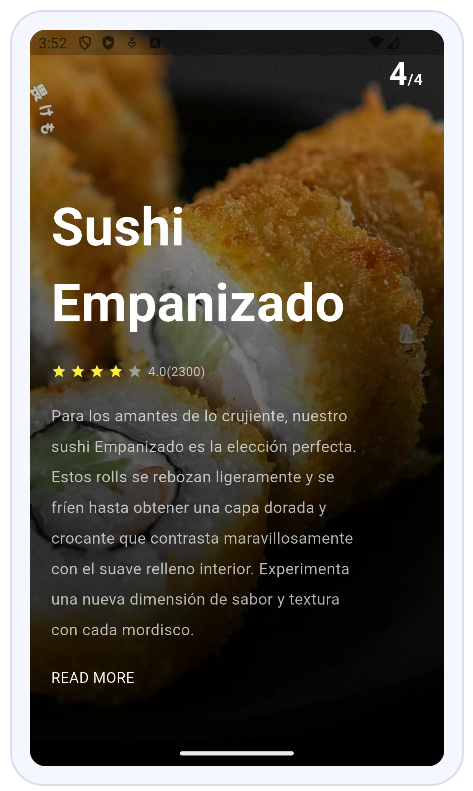 3:52
4/4
Sushi
Empanizado
4.0(2300)
Para los amantes de lo crujiente, nuestro
sushi Empanizado es la elección perfecta.
Estos rolls se rebozan ligeramente y se
fríen hasta obtener una capa dorada y
crocante que contrasta maravillosamente
con el suave relleno interior. Experimenta
una nueva dimensión de sabor y textura
con cada mordisco.
READ MORE